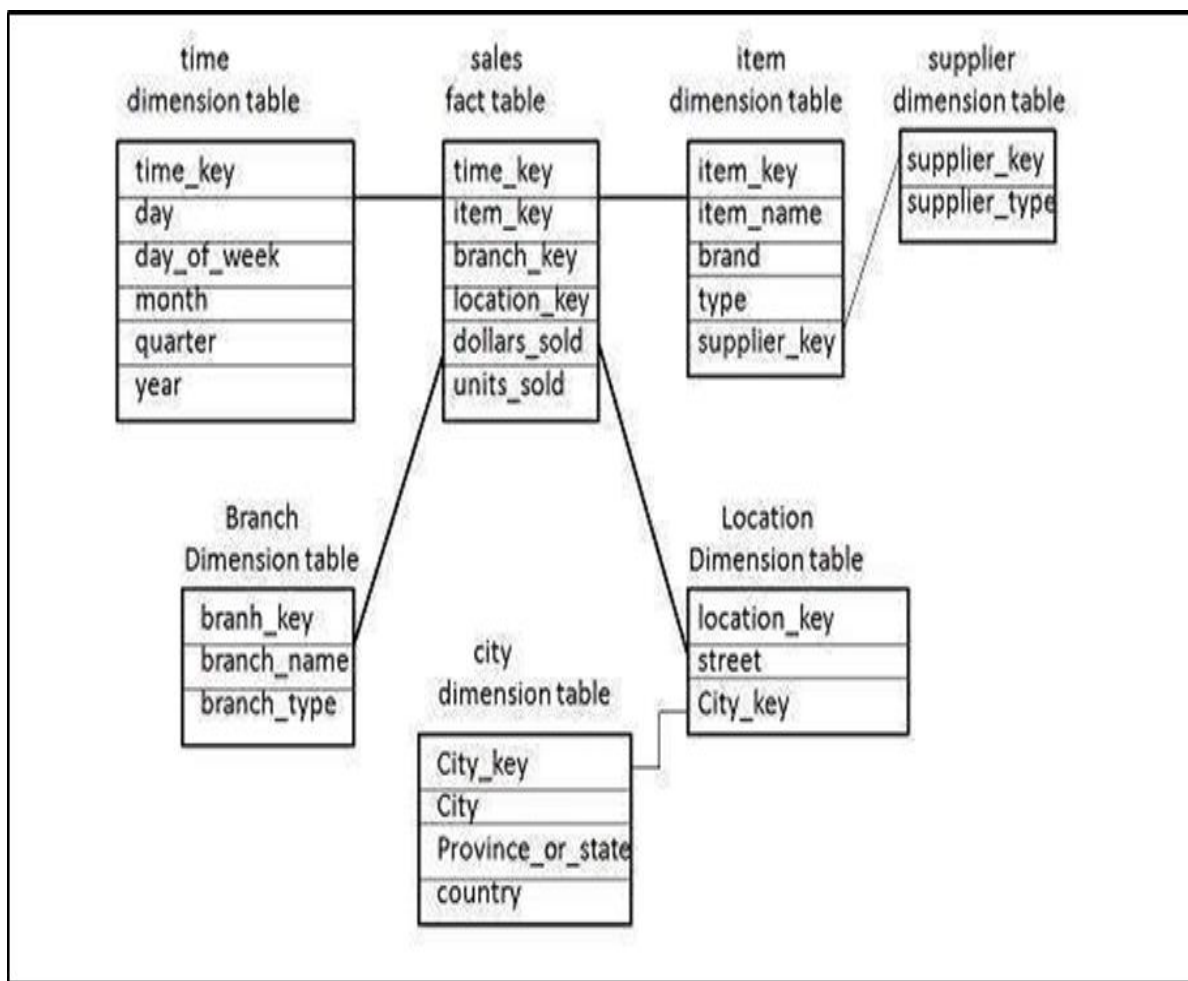 time
dimension table
time_key
day
day_of_week
month
quarter
year
sales
fact table
time_key
item_key
branch_key
location_key
dollars_sold
units_sold
item
dimension table
item_key
item_name
brand
type
supplier_key
supplier
dimension table
supplier_key
supplier_type
Branch
Dimension table
branh_key
branch_name
branch_type
city
dimension table
City_key
City
Province_or_state
country
Location
Dimension table
location_key
street
City_key